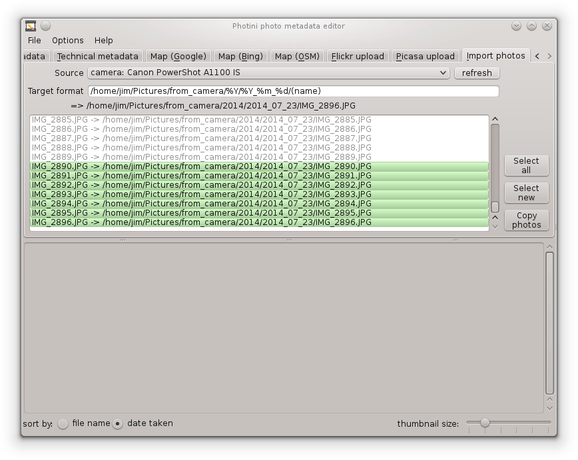 Photini photo metadata editor
File Options Help
data Technical metadata Map (Google) Map (Bing) Map (OSM) Flickr upload Picasa upload Import photos
Source camera: Canon PowerShot A1100 IS refresh
Target format /home/jim/Pictures/from_camera/%Y/%Y_%m_%d/(name)
=> /home/jim/Pictures/from_camera/2014/2014_07_23/IMG_2896.JPG
IMG_2885.JPG -> /home/jim/Pictures/from_camera/2014/2014_07_23/IMG_2885.JPG
IMG_2886.JPG -> /home/jim/Pictures/from_camera/2014/2014_07_23/IMG_2886.JPG
IMG_2887.JPG -> /home/jim/Pictures/from_camera/2014/2014_07_23/IMG_2887.JPG
IMG_2888.JPG -> /home/jim/Pictures/from_camera/2014/2014_07_23/IMG_2888.JPG
IMG_2889.JPG -> /home/jim/Pictures/from_camera/2014/2014_07_23/IMG_2889.JPG
IMG_2890.JPG -> /home/jim/Pictures/from_camera/2014/2014_07_23/IMG_2890.JPG
IMG_2891.JPG -> /home/jim/Pictures/from_camera/2014/2014_07_23/IMG_2891.JPG
IMG_2892.JPG -> /home/jim/Pictures/from_camera/2014/2014_07_23/IMG_2892.JPG
IMG_2893.JPG -> /home/jim/Pictures/from_camera/2014/2014_07_23/IMG_2893.JPG
IMG_2894.JPG -> /home/jim/Pictures/from_camera/2014/2014_07_23/IMG_2894.JPG
IMG_2895.JPG -> /home/jim/Pictures/from_camera/2014/2014_07_23/IMG_2895.JPG
IMG_2896.JPG -> /home/jim/Pictures/from_camera/2014/2014_07_23/IMG_2896.JPG
Select
all
Select
new
Copy
photos
sort by: file name date taken thumbnail size: